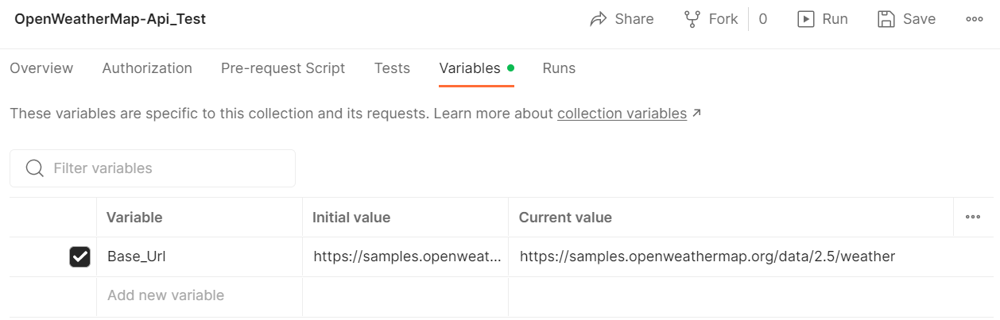 OpenWeatherMap-Api_Test Share Fork 0 Run Save
Overview Authorization Pre-request Script Tests Variables Runs
These variables are specific to this collection and its requests. Learn more about collection variables ↗
Filter variables
Variable Initial value Current value
Base_Url https://samples.openweat... https://samples.openweathermap.org/data/2.5/weather
Add new variable